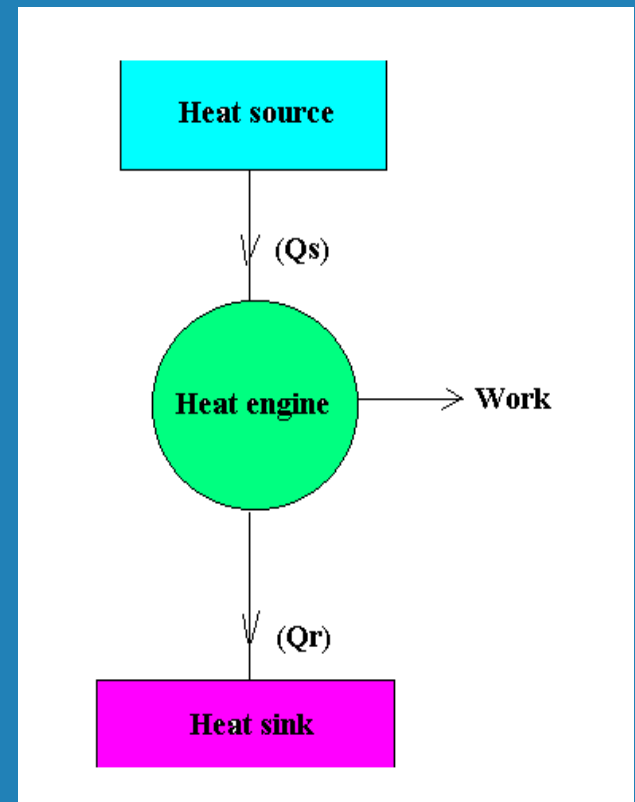 Heat source
(Qs)
Heat engine
Work
(Qr)
Heat sink